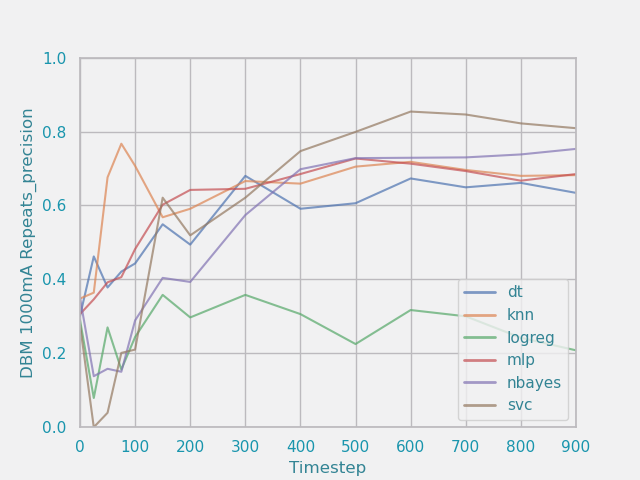 1.0
0.8
0.6
0.4
0.2
0.0
DBM 1000mA Repeats_precision
0 100 200 300 400 500 600 700 800 900
Timestep
dt
knn
logreg
mlp
nbayes
svc